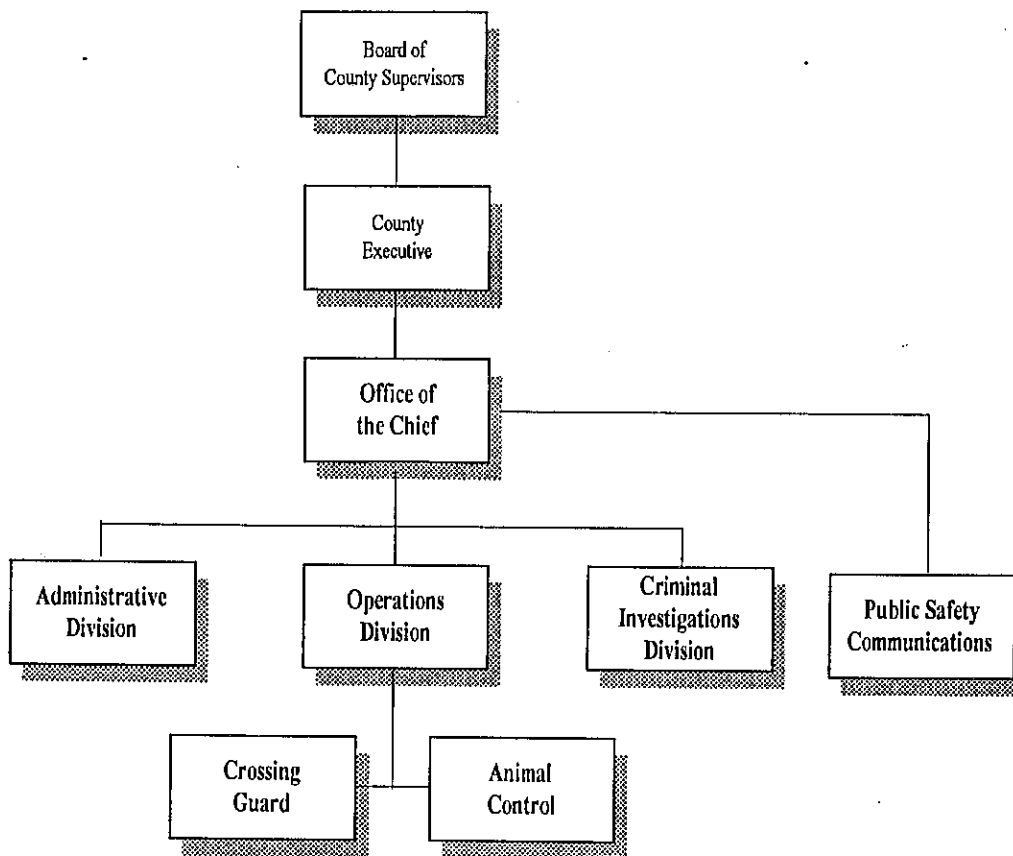 Board of
County Supervisors
County
Executive
Office of
the Chief
Administrative
Division
Operations
Division
Criminal
Investigations
Division
Public Safety
Communications
Crossing
Guard
Animal
Control